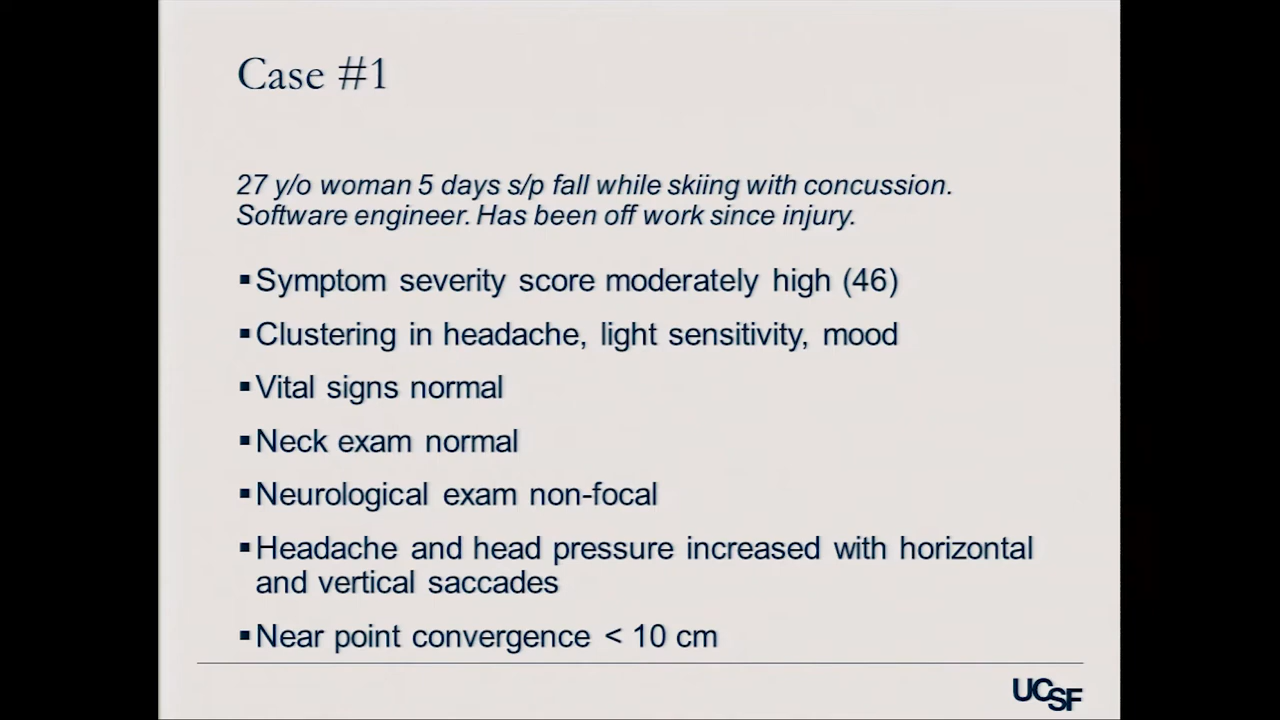 Case #1
27 y/o woman 5 days s/p fall while skiing with concussion.
Software engineer. Has been off work since injury.
▪Symptom severity score moderately high (46)
▪Clustering in headache, light sensitivity, mood
▪Vital signs normal
▪Neck exam normal
▪Neurological exam non-focal
▪Headache and head pressure increased with horizontal
and vertical saccades
▪Near point convergence < 10 cm
UCSF